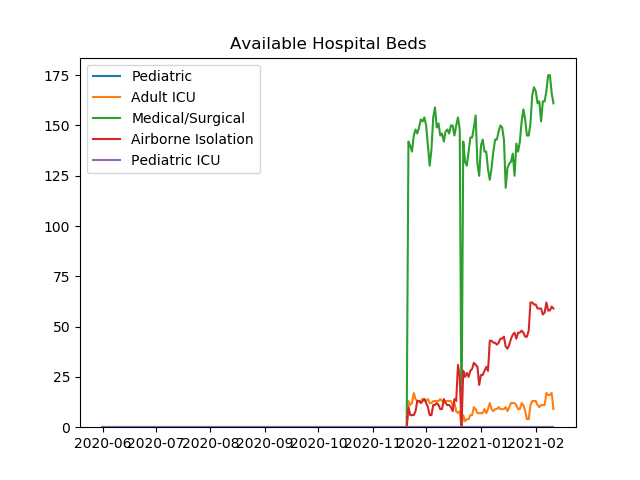 Available Hospital Beds
Pediatric
Adult ICU
Medical/Surgical
Airborne Isolation
Pediatric ICU
175
150
125
100
75
50
25
0
2020-06 2020-07 2020-08 2020-09 2020-10 2020-11 2020-12 2021-01 2021-02